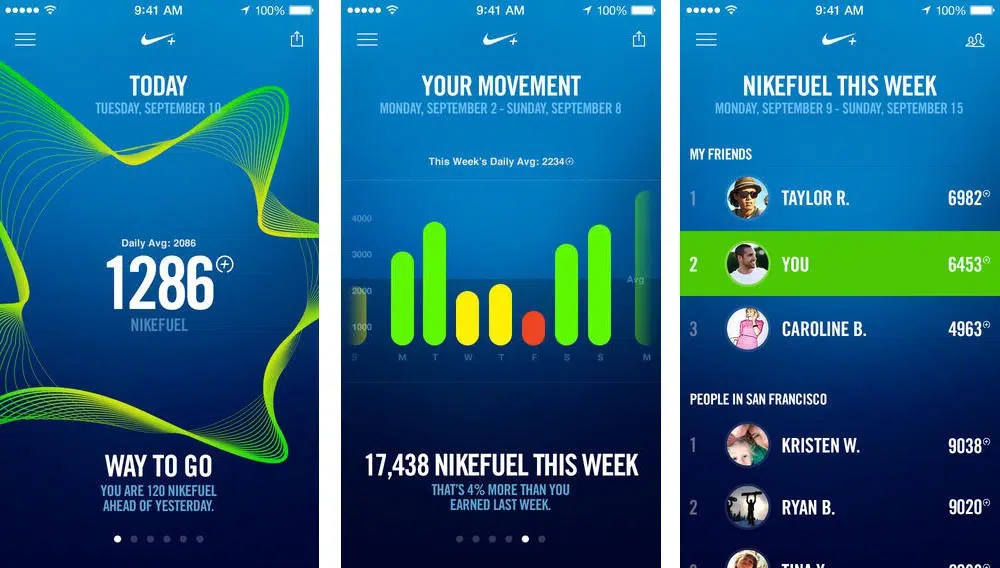 9:41 AM
100%
TODAY
TUESDAY, SEPTEMBER 10
Daily Avg: 2086
1286
NIKEFUEL
WAY TO GO
YOU ARE 120 NIKEFUEL
AHEAD OF YESTERDAY.
9:41 AM
100%
YOUR MOVEMENT
MONDAY, SEPTEMBER 2 - SUNDAY, SEPTEMBER 8
This Week's Daily Avg: 2234
4000
3000
2000
1000
Avg
S M T W T F S S M
17,438 NIKEFUEL THIS WEEK
THAT'S 4% MORE THAN YOU
EARNED LAST WEEK.
9:41 AM
100%
NIKEFUEL THIS WEEK
MONDAY, SEPTEMBER 9 - SUNDAY, SEPTEMBER 15
MY FRIENDS
1 TAYLOR R. 6982
2 YOU 6453
3 CAROLINE B. 4963
PEOPLE IN SAN FRANCISCO
1 KRISTEN W. 9038
2 RYAN B. 9020